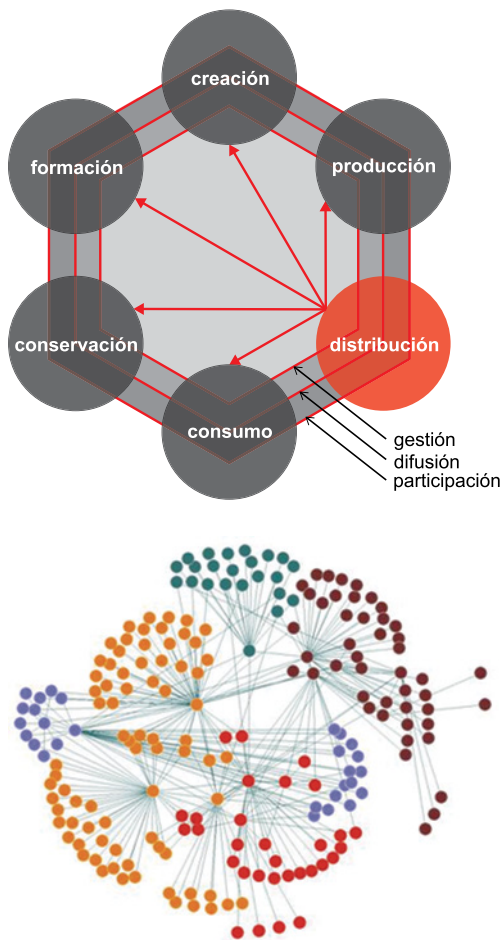 creación
formación
producción
conservación
distribución
consumo
gestión
difusión
participación